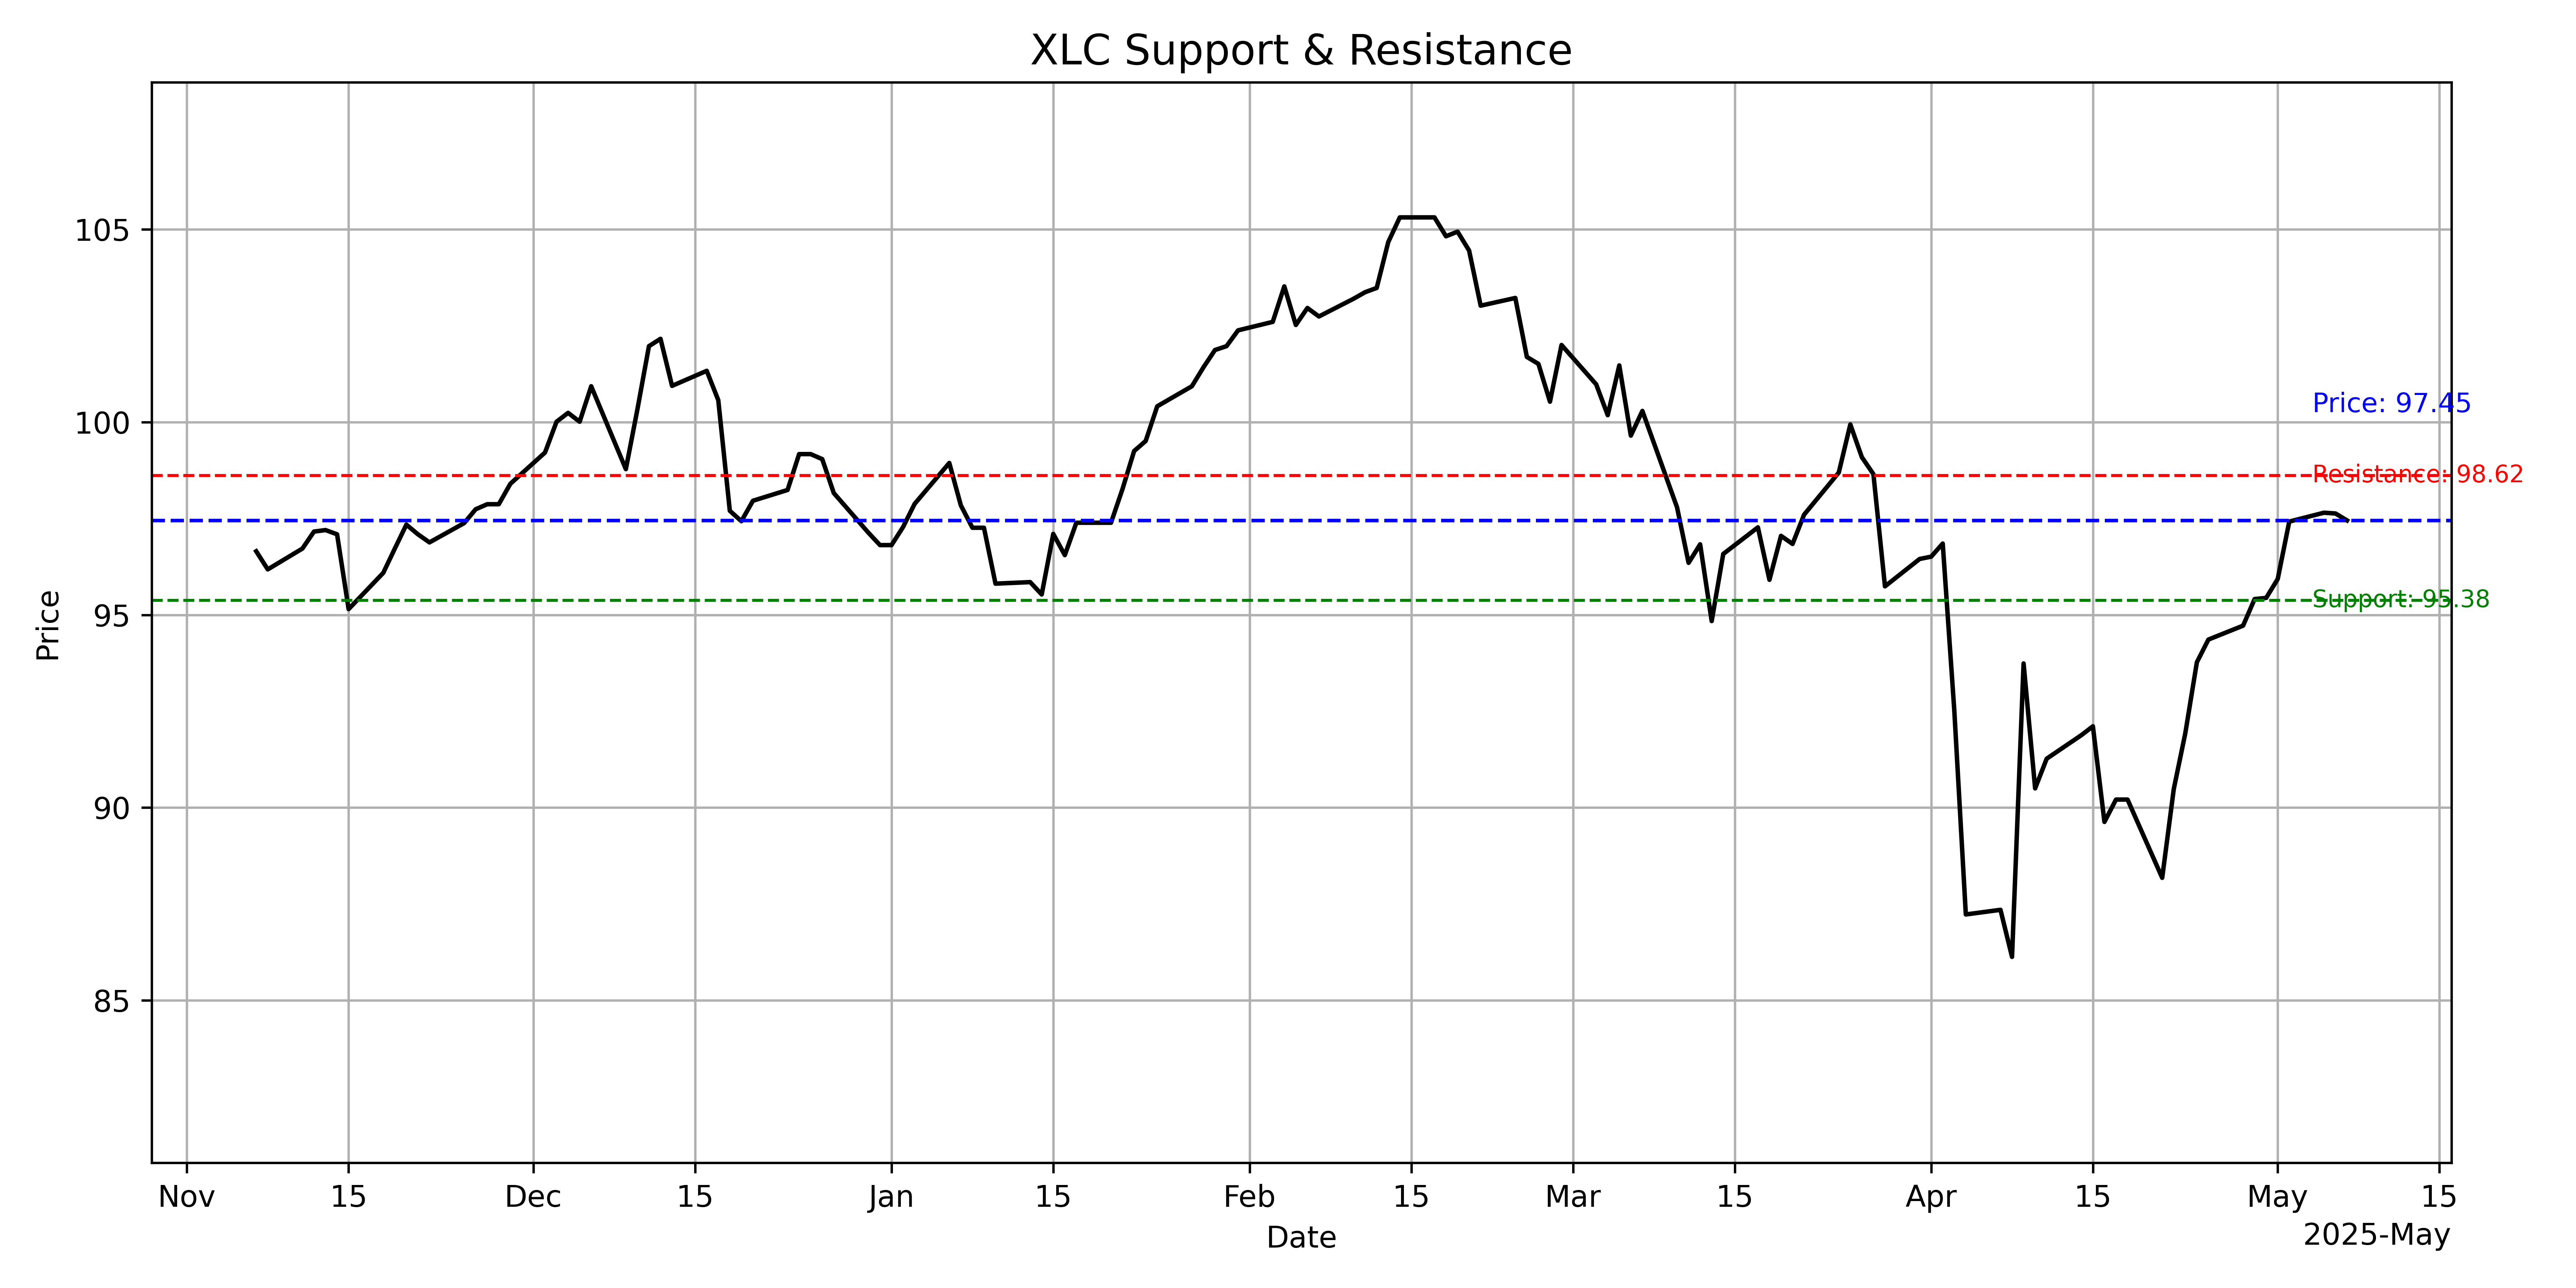 XLC Support & Resistance
105
100
95
90
85
Price
Price: 97.45
Resistance: 98.62
Support: 95.38
Nov 15 Dec 15 Jan 15 Feb 15 Mar 15 Apr 15 May 15
Date
2025-May